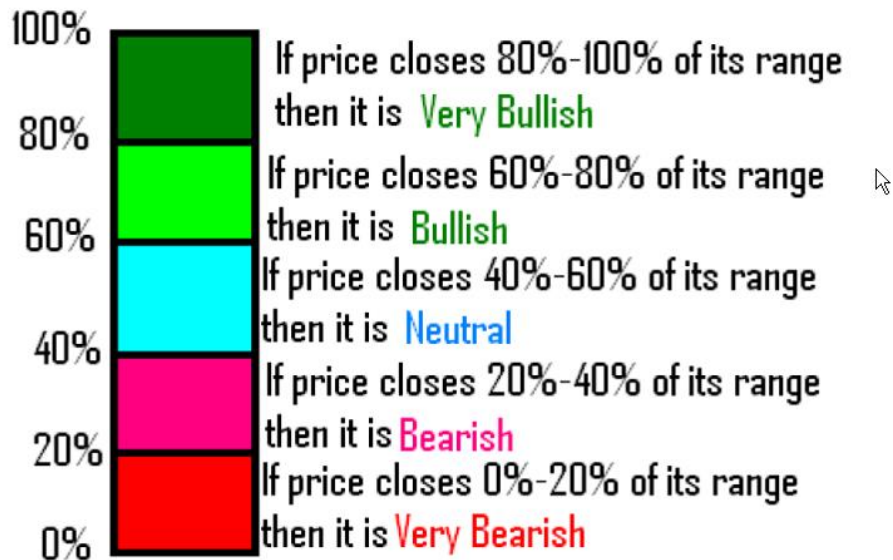 100%
If price closes 80%-100% of its range
then it is Very Bullish
80%
If price closes 60%-80% of its range
then it is Bullish
60%
If price closes 40%-60% of its range
then it is Neutral
40%
If price closes 20%-40% of its range
then it is Bearish
20%
If price closes 0%-20% of its range
then it is Very Bearish
0%